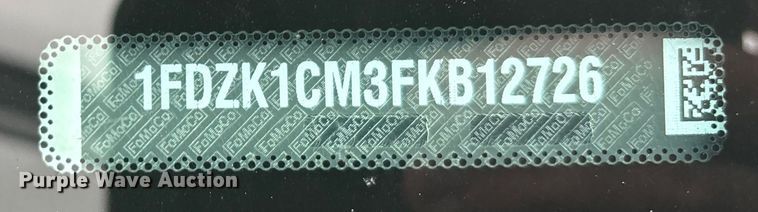 1FDZK1CM3FKB12726
Purple Wave Auction